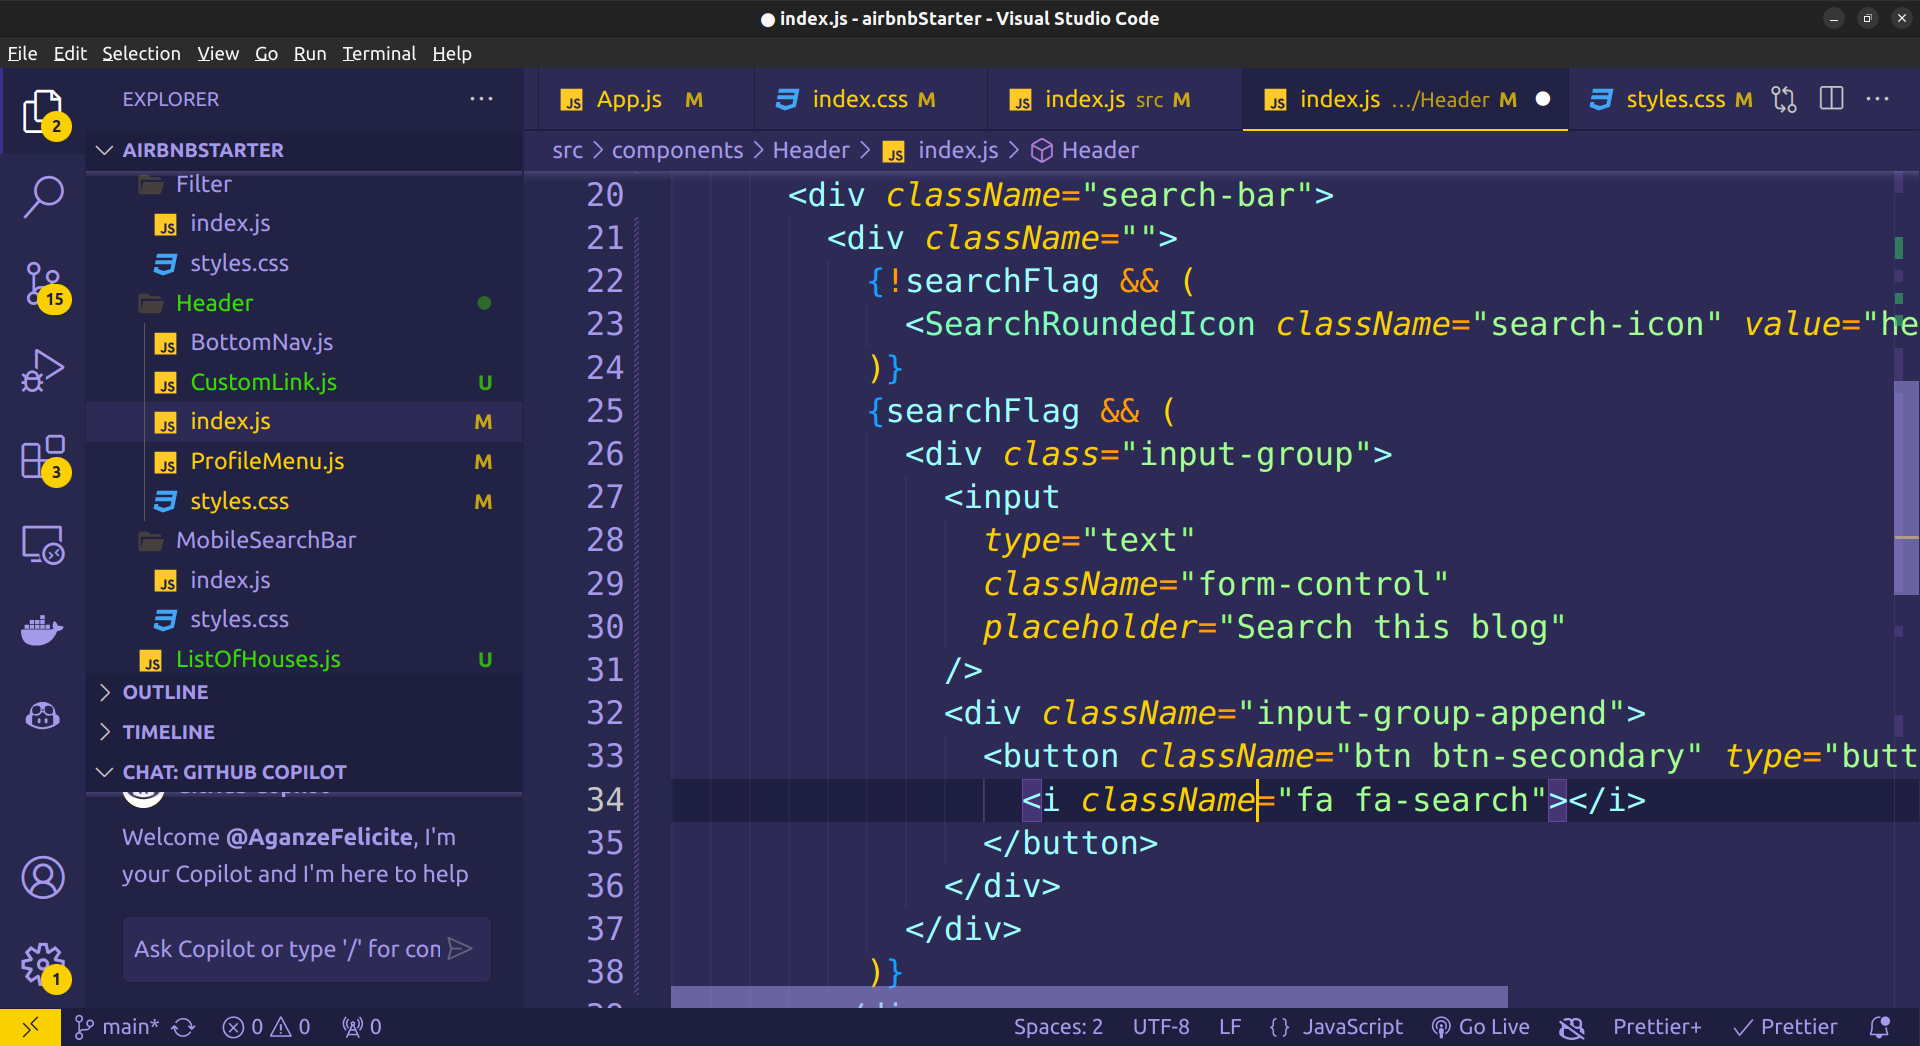 index.js - airbnbStarter - Visual Studio Code
File Edit Selection View Go Run Terminal Help
EXPLORER
AIRBNBSTARTER
Filter
index.js
styles.css
Header
BottomNav.js
CustomLink.js U
index.js M
ProfileMenu.js M
styles.css M
MobileSearchBar
index.js
styles.css
ListOfHouses.js U
OUTLINE
TIMELINE
CHAT: GITHUB COPILOT
Welcome @AganzeFelicite, I'm
your Copilot and I'm here to help
Ask Copilot or type '/' for con
2
15
3
1
App.js M index.css M index.js src M index.js .../Header M styles.css M
src > components > Header > JS index.js > Header
20 <div className="search-bar">
21 <div className="">
22 {!searchFlag && (
23 <SearchRoundedIcon className="search-icon" value="he
24 )}
25 {searchFlag && (
26 <div class="input-group">
27 <input
28 type="text"
29 className="form-control"
30 placeholder="Search this blog"
31 />
32 <div className="input-group-append">
33 <button className="btn btn-secondary" type="butt
34 <i className="fa fa-search"></i>
35 </button>
36 </div>
37 </div>
38 )}
main* 0 0 0 Spaces: 2 UTF-8 LF {} JavaScript Go Live Prettier+ Prettier